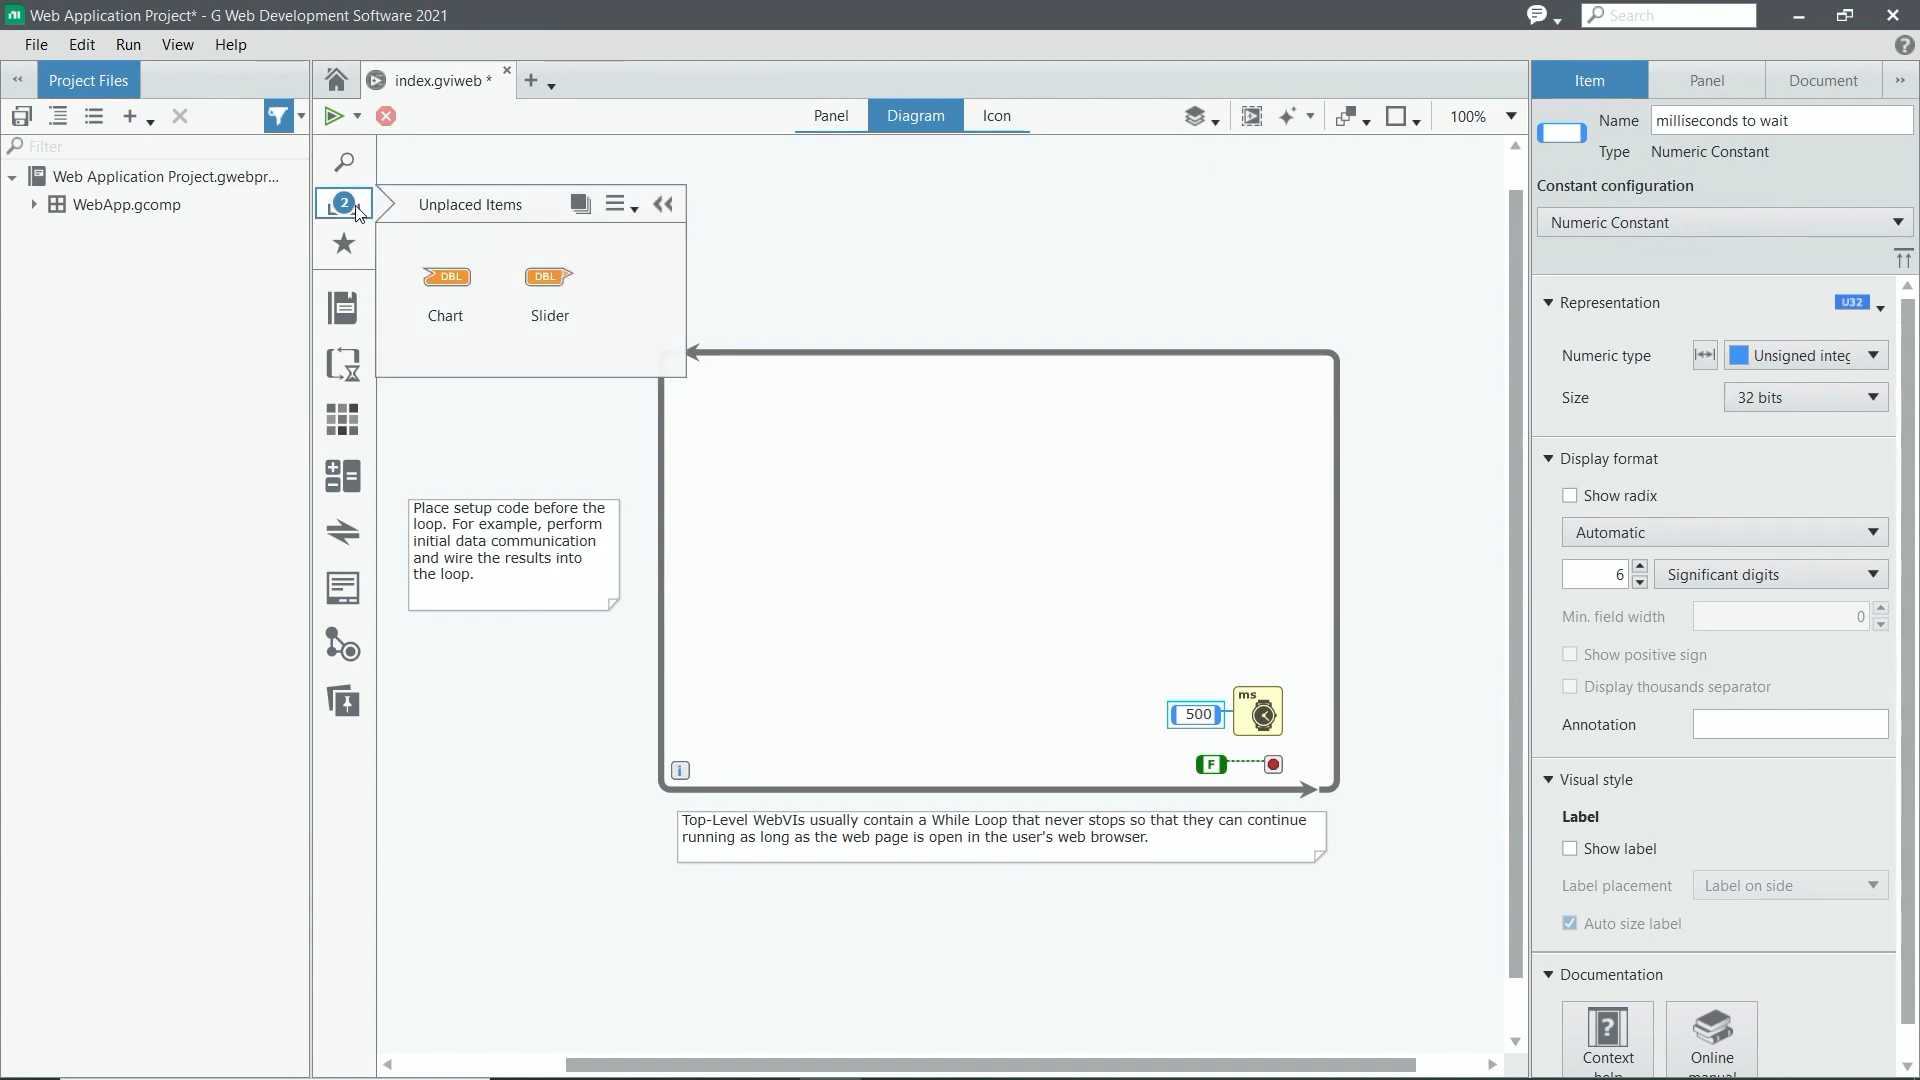 Web Application Project* - G Web Development Software 2021
Search
File Edit Run View Help
Project Files
index.gviweb *
Item Panel Document
Panel Diagram Icon
100%
Filter
Web Application Project.gwebpr...
WebApp.gcomp
2
Unplaced Items
DBL DBL
Chart Slider
Place setup code before the
loop. For example, perform
initial data communication
and wire the results into
the loop.
ms
500
F
i
Top-Level WebVIs usually contain a While Loop that never stops so that they can continue
running as long as the web page is open in the user's web browser.
Name milliseconds to wait
Type Numeric Constant
Constant configuration
Numeric Constant
Representation U32
Numeric type Unsigned integ
Size 32 bits
Display format
Show radix
Automatic
6 Significant digits
Min. field width 0
Show positive sign
Display thousands separator
Annotation
Visual style
Label
Show label
Label placement Label on side
Auto size label
Documentation
Context Online
help manual